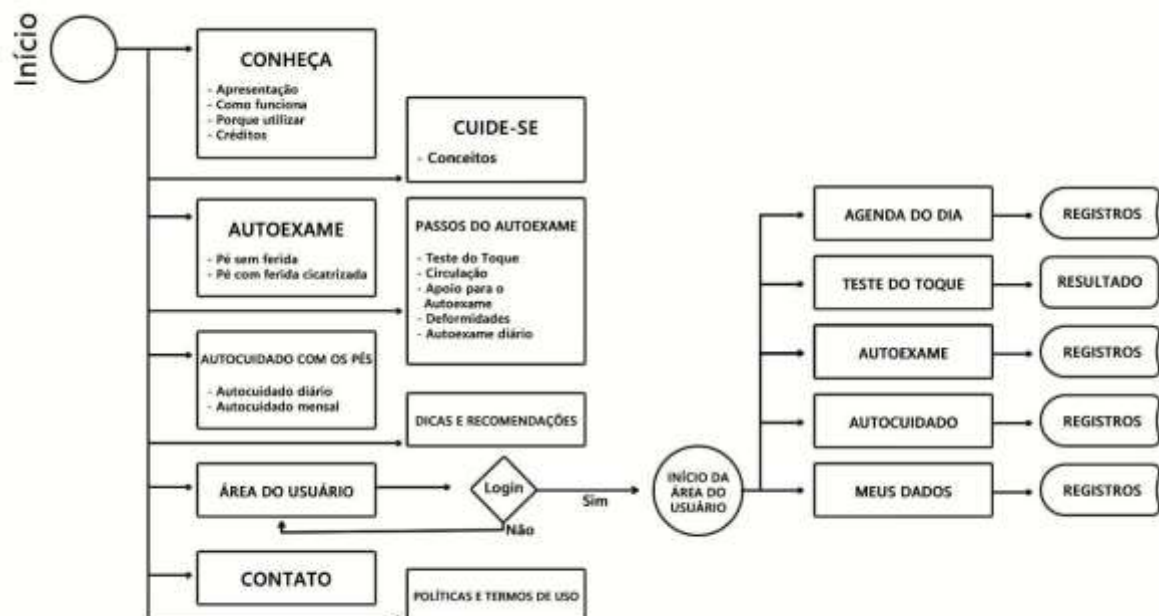 Início
CONHEÇA
- Apresentação
- Como funciona
- Porque utilizar
- Créditos
CUIDE-SE
- Conceitos
AUTOEXAME
- Pé sem ferida
- Pé com ferida cicatrizada
PASSOS DO AUTOEXAME
- Teste do Toque
- Circulação
- Apoio para o
Autoexame
- Deformidades
- Autoexame diário
AUTOCUIDADO COM OS PÉS
- Autocuidado diário
- Autocuidado mensal
DICAS E RECOMENDAÇÕES
ÁREA DO USUÁRIO
Login
Sim
Não
INÍCIO DA
ÁREA DO
USUÁRIO
AGENDA DO DIA
REGISTROS
TESTE DO TOQUE
RESULTADO
AUTOEXAME
REGISTROS
AUTOCUIDADO
REGISTROS
MEUS DADOS
REGISTROS
CONTATO
POLÍTICAS E TERMOS DE USO